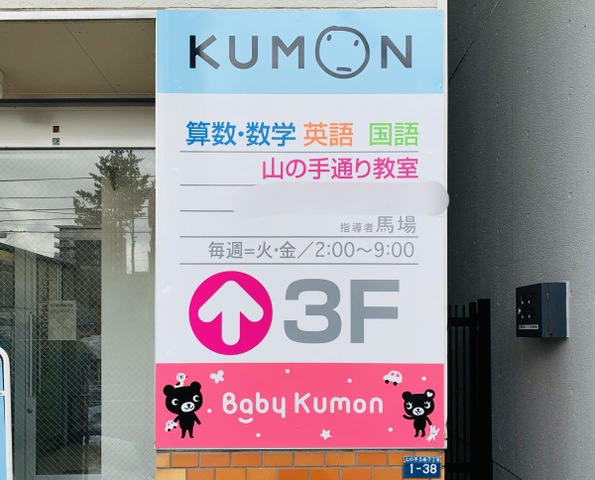 KUMON
算数・数学 英語 国語
山の手通り教室
指導者 馬場
毎週=火・金／2:00〜9:00
3F
Baby Kumon
1-38